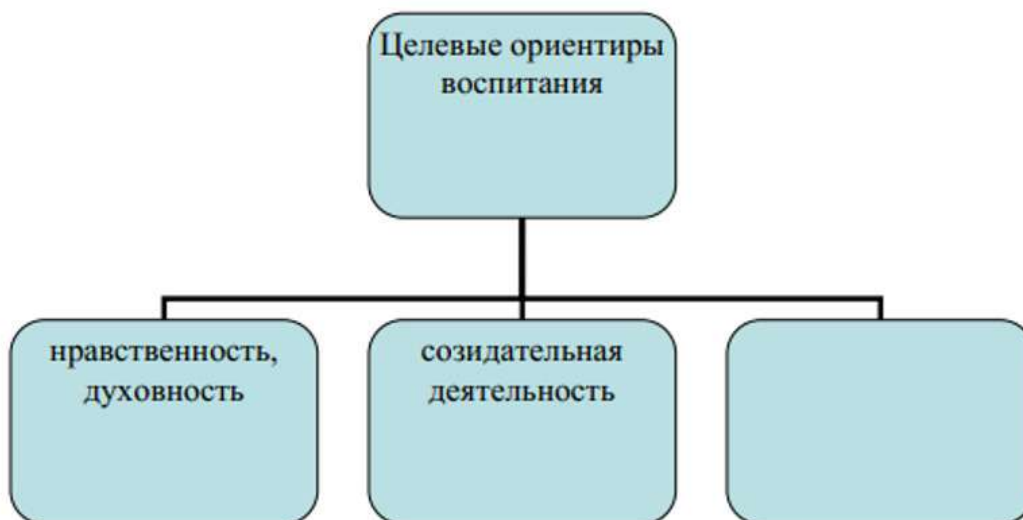 Целевые ориентиры
воспитания
нравственность,
духовность
созидательная
деятельность